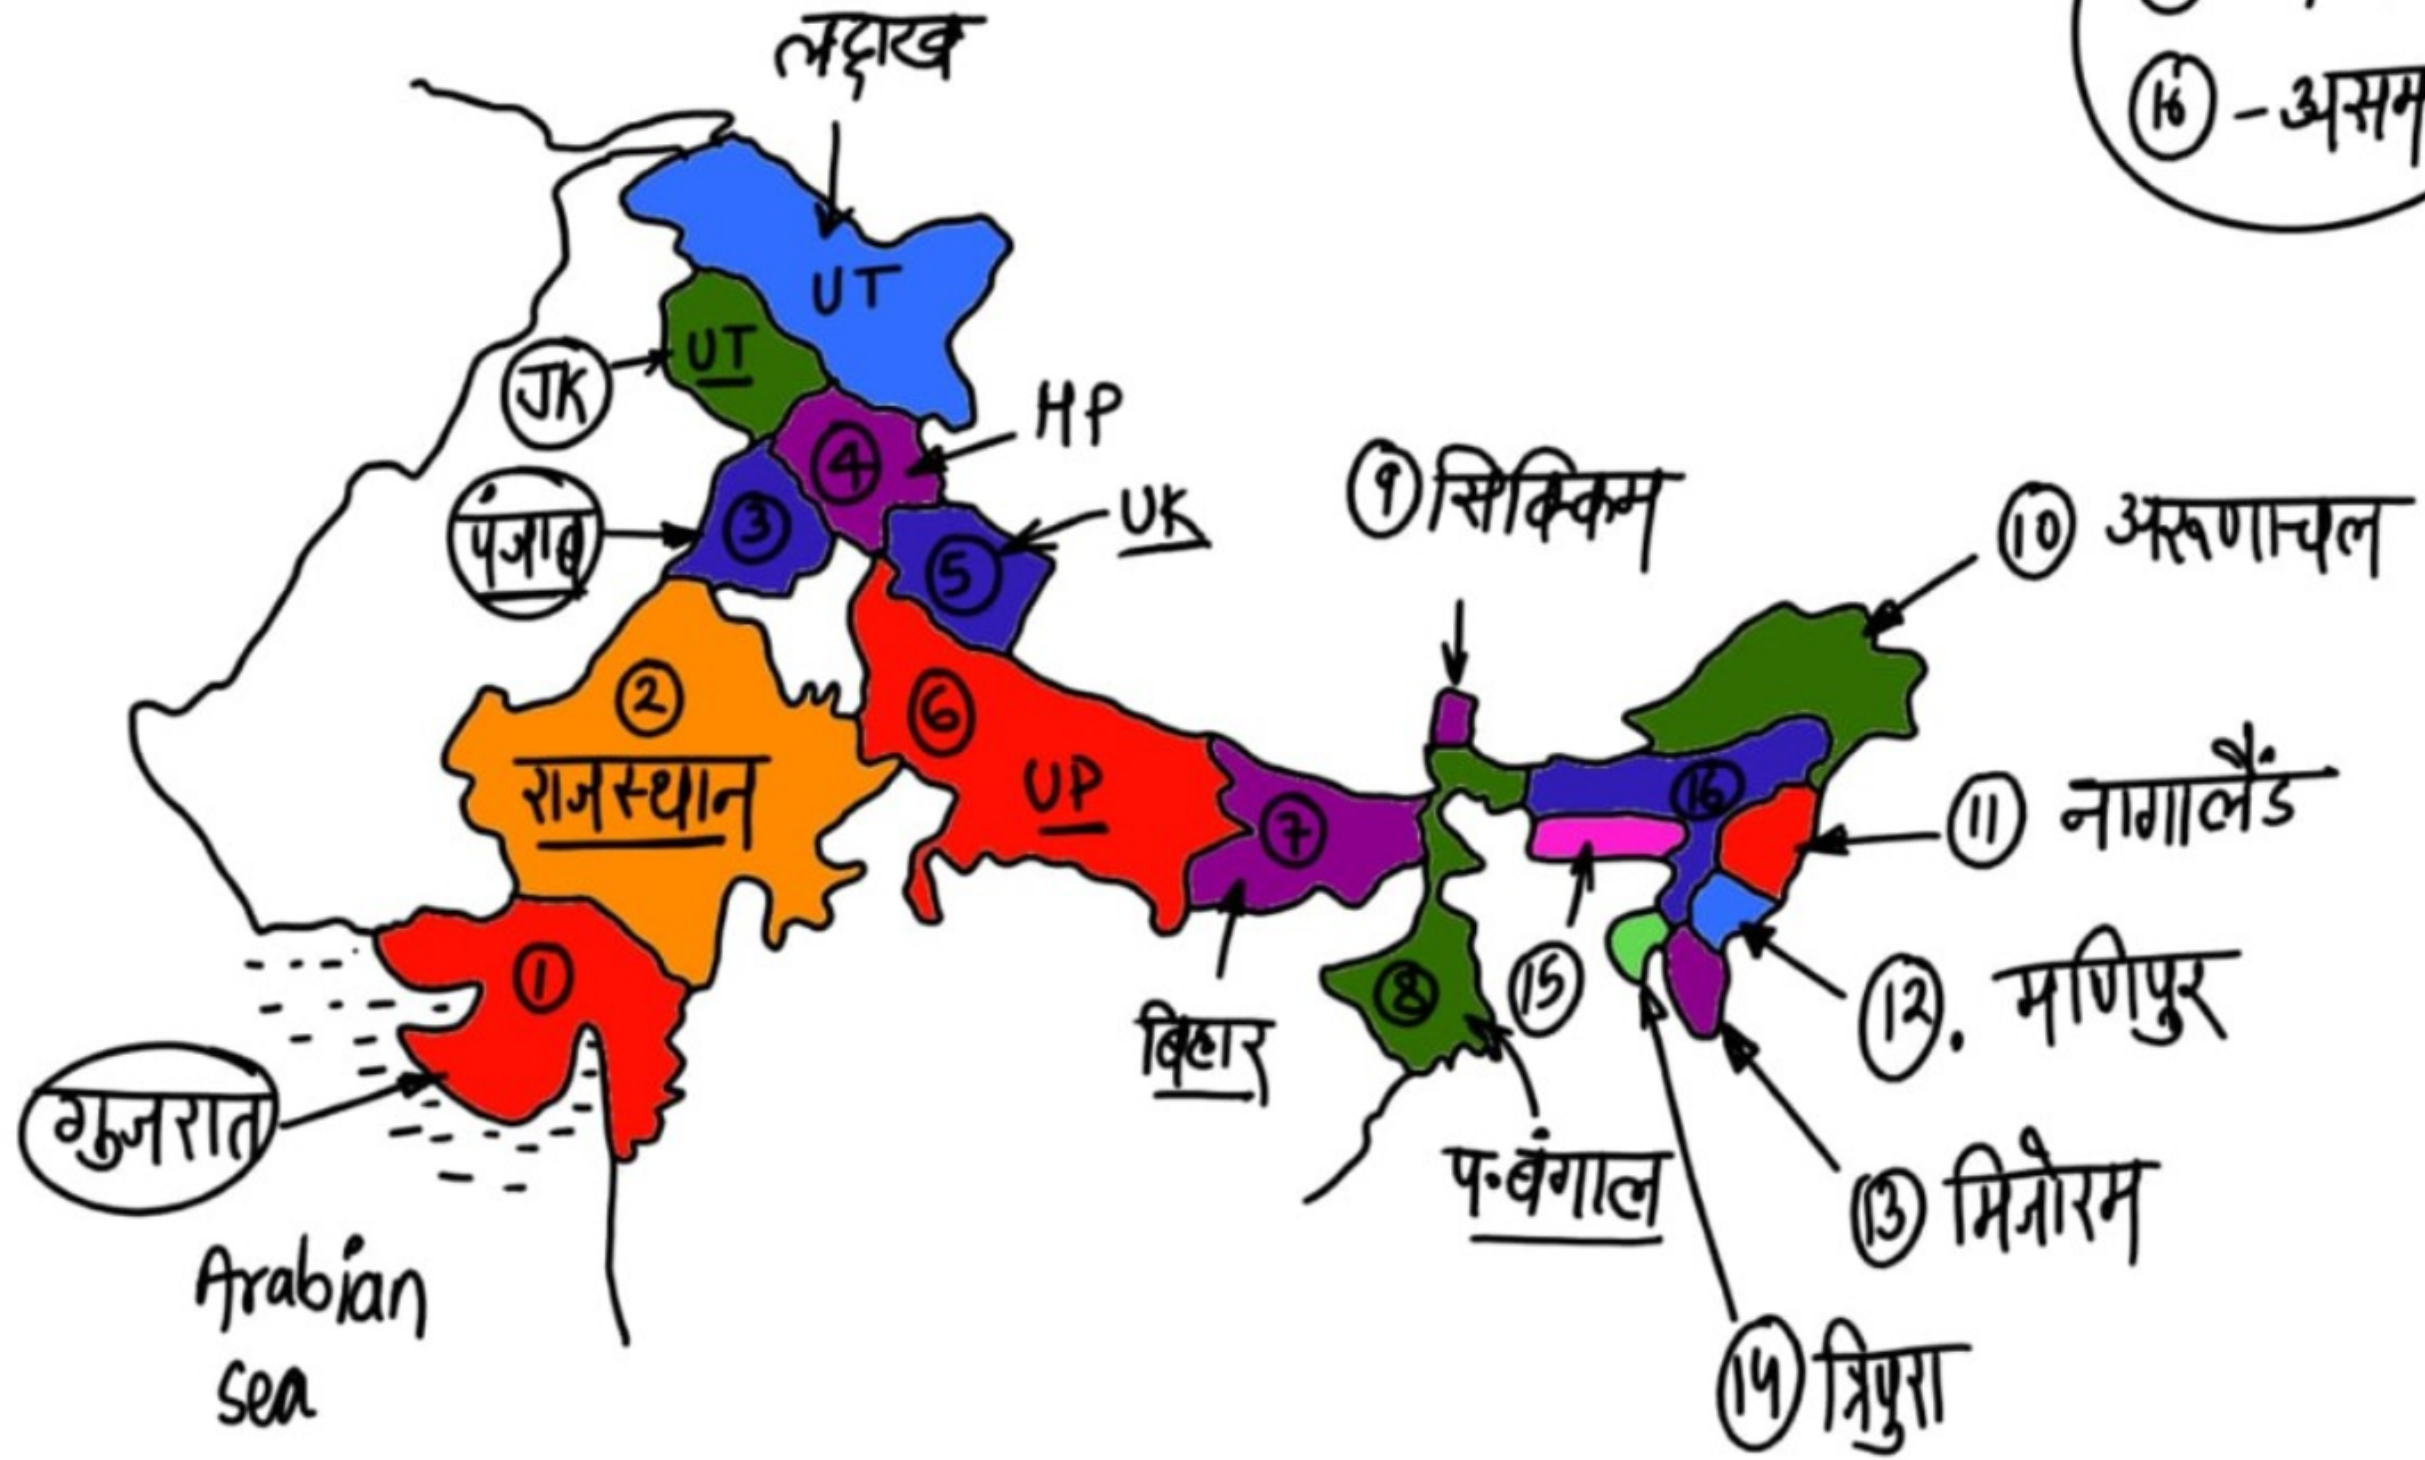 लद्दाख
⑯ - असम
UT
UT
JK
HP
④
पंजाब
③
UK
⑤
⑨ सिक्किम
⑩ अरूणाचल
②
राजस्थान
⑥
UP
⑦
⑯
⑪ नागालैंड
①
बिहार
⑧
⑮
⑫. मणिपुर
गुजरात
प. बंगाल
⑬ मिजोरम
Arabian
sea
⑭ त्रिपुरा